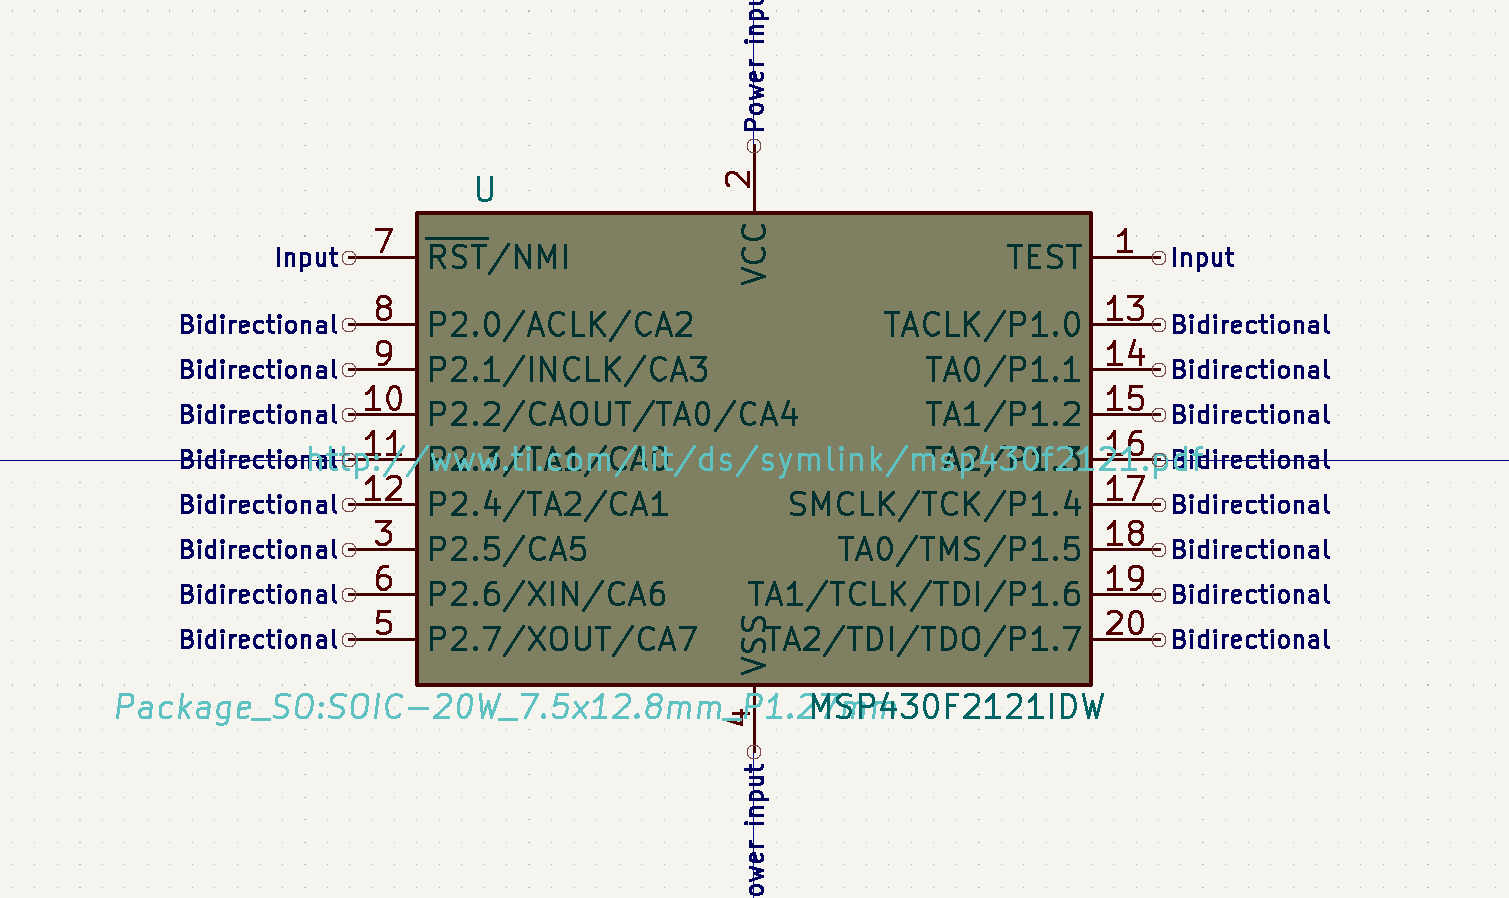 Power inpu
2
U
VCC
Input 7 RST/NMI
TEST 1 Input
Bidirectional 8 P2.0/ACLK/CA2
TACLK/P1.0 13 Bidirectional
Bidirectional 9 P2.1/INCLK/CA3
TA0/P1.1 14 Bidirectional
Bidirectional 10 P2.2/CAOUT/TA0/CA4
TA1/P1.2 15 Bidirectional
Bidirectional 11 P2.3/TA1/CA0
TA2/P1.3 16 Bidirectional
http://www.ti.com/lit/ds/symlink/msp430f2121.pdf
Bidirectional 12 P2.4/TA2/CA1
SMCLK/TCK/P1.4 17 Bidirectional
Bidirectional 3 P2.5/CA5
TA0/TMS/P1.5 18 Bidirectional
Bidirectional 6 P2.6/XIN/CA6
TA1/TCLK/TDI/P1.6 19 Bidirectional
Bidirectional 5 P2.7/XOUT/CA7
TA2/TDI/TDO/P1.7 20 Bidirectional
VSS
Package_SO:SOIC-20W_7.5x12.8mm_P1.27mm
MSP430F2121IDW
4
ower input